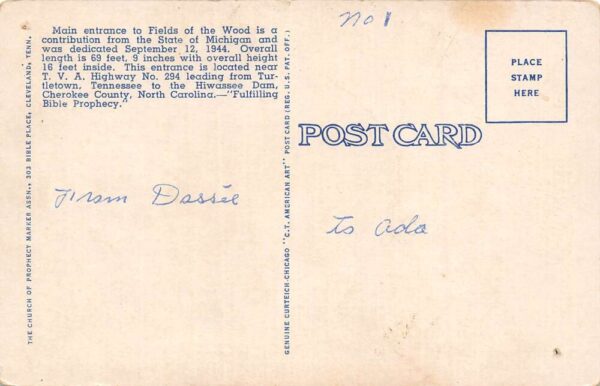 Main entrance to Fields of the Wood is a
contribution from the State of Michigan and
was dedicated September 12, 1944. Overall
length is 69 feet, 9 inches with overall height
16 feet inside. This entrance is located near
T. V. A. Highway No. 294 leading from Tur-
tletown, Tennessee to the Hiwassee Dam,
Cherokee County, North Carolina.—"Fulfilling
Bible Prophecy."
THE CHURCH OF PROPHECY MARKER ASSN., 303 BIBLE PLACE, CLEVELAND, TENN.
From Dassie
GENUINE CURTEICH-CHICAGO "C.T. AMERICAN ART" POST CARD (REG. U. S. PAT. OFF.)
No 1
PLACE
STAMP
HERE
POST CARD
to Ada